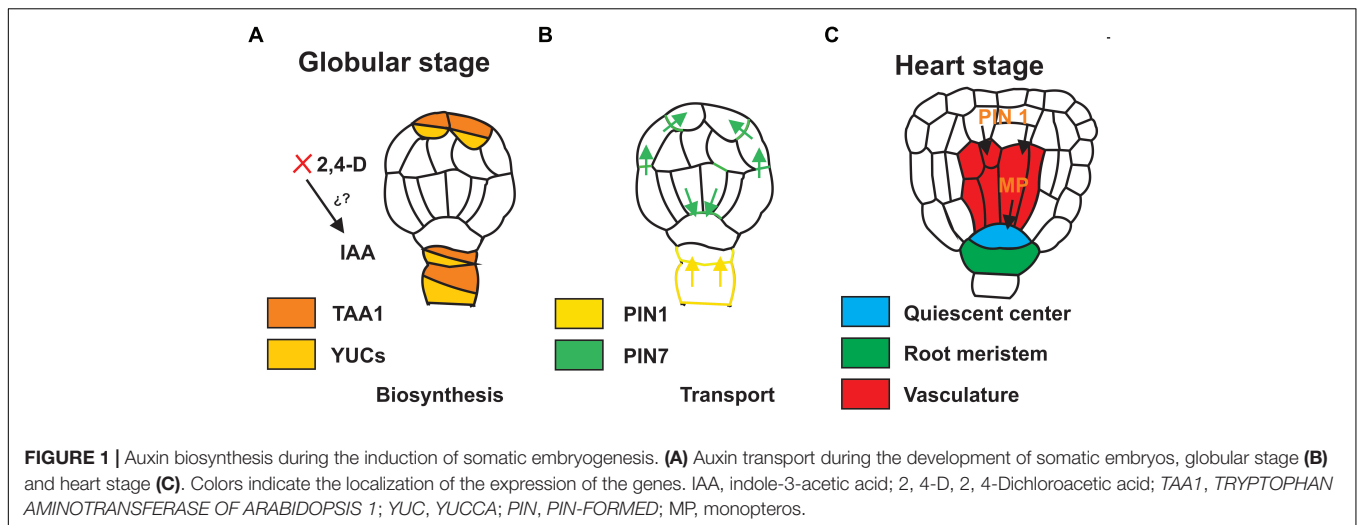 A
B
C
Globular stage
Heart stage
2,4-D
¿?
IAA
PIN 1
MP
TAA1
YUCs
Biosynthesis
PIN1
PIN7
Transport
Quiescent center
Root meristem
Vasculature
FIGURE 1 | Auxin biosynthesis during the induction of somatic embryogenesis. (A) Auxin transport during the development of somatic embryos, globular stage (B)
and heart stage (C). Colors indicate the localization of the expression of the genes. IAA, indole-3-acetic acid; 2, 4-D, 2, 4-Dichloroacetic acid; TAA1, TRYPTOPHAN
AMINOTRANSFERASE OF ARABIDOPSIS 1; YUC, YUCCA; PIN, PIN-FORMED; MP, monopteros.